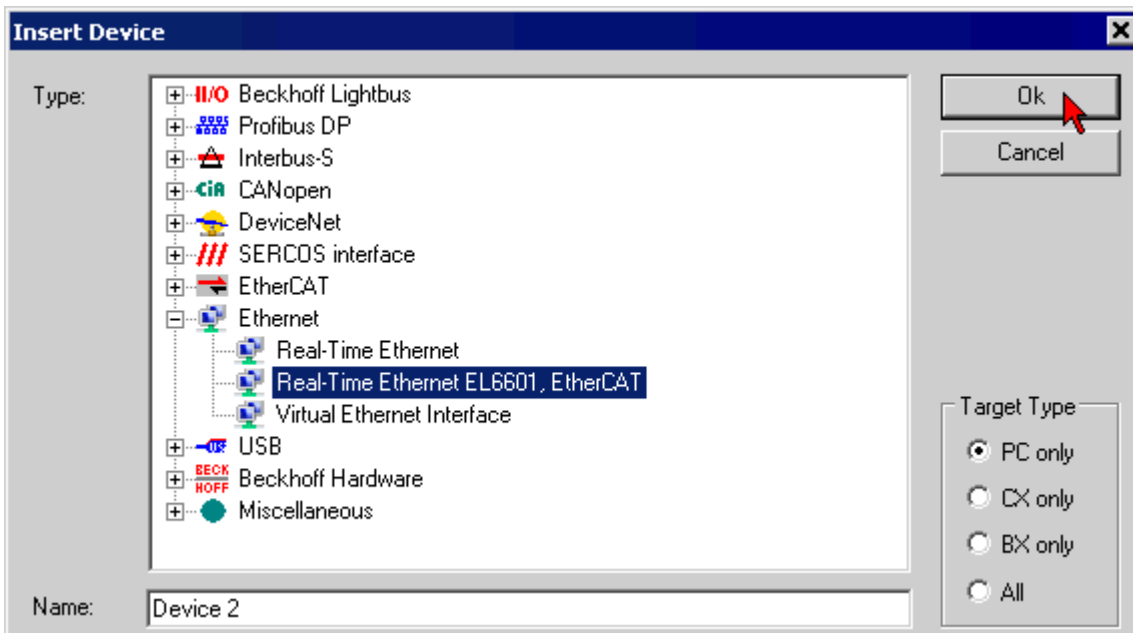 Insert Device
Type:
II/O Beckhoff Lightbus
Profibus DP
Interbus-S
CiA CANopen
DeviceNet
SERCOS interface
EtherCAT
Ethernet
Real-Time Ethernet
Real-Time Ethernet EL6601, EtherCAT
Virtual Ethernet Interface
USB
BECK
HOFF
Beckhoff Hardware
Miscellaneous
Name:
Device 2
Ok
Cancel
Target Type
PC only
CX only
BX only
All